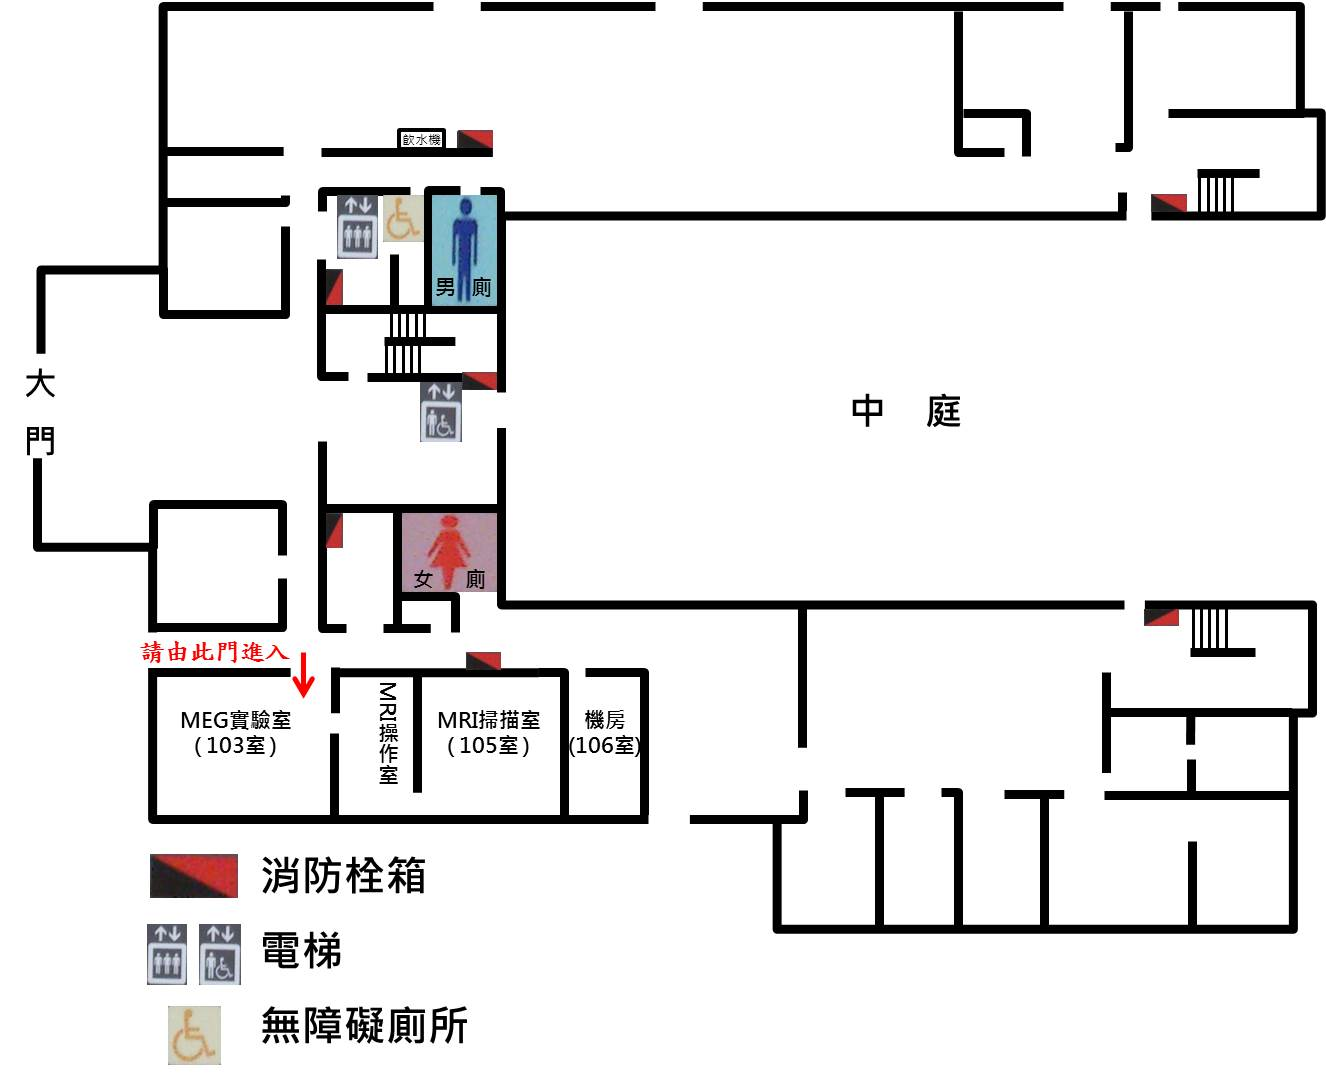 飲水機
男 廁
大
門
中 庭
女 廁
請由此門進入
MEG實驗室
(103室)
MRI操作室
MRI掃描室
(105室)
機房
(106室)
消防栓箱
電梯
無障礙廁所